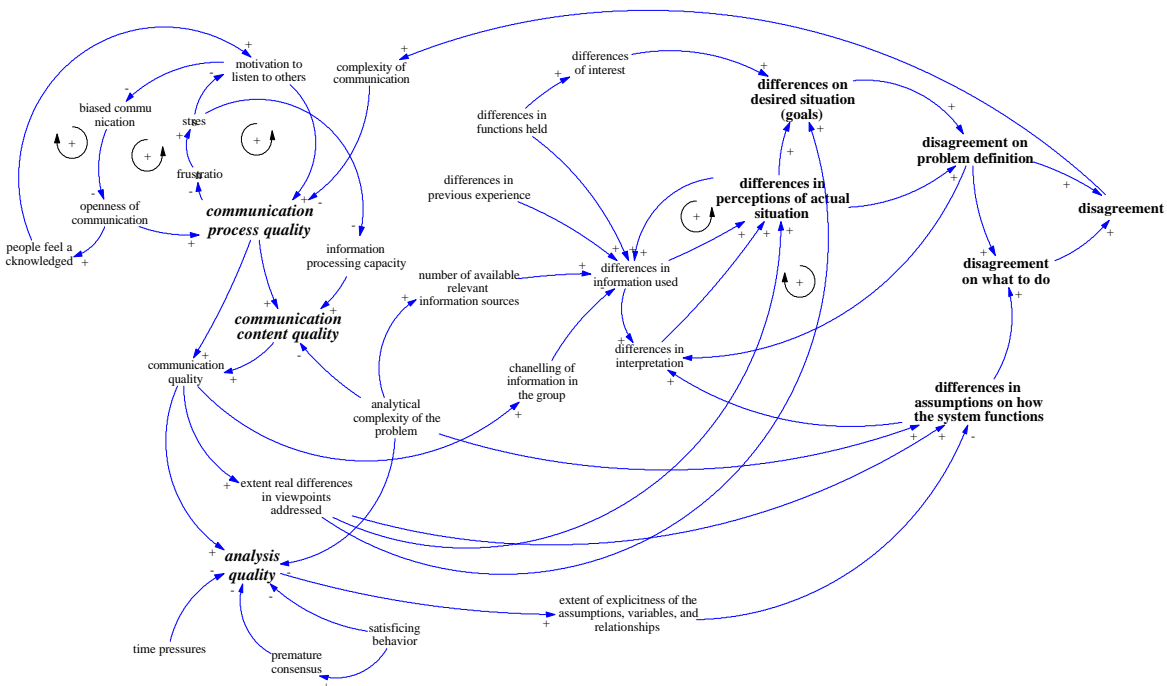 motivation to
listen to others
complexity of
communication
differences
of interest
differences on
desired situation
(goals)
biased commu
nication
differences in
functions held
disagreement on
problem definition
differences in
previous experience
differences in
perceptions of actual
situation
openness of
communication
communication
process quality
disagreement
people feel a
cknowledged
information
processing capacity
number of available
relevant
information sources
differences in
information used
disagreement
on what to do
communication
content quality
communication
quality
differences in
interpretation
chanelling of
information in
the group
analytical
complexity of the
problem
differences in
assumptions on how
the system functions
extent real differences
in viewpoints
addressed
analysis
quality
extent of explicitness of the
assumptions, variables, and
relationships
time pressures
satisficing
behavior
premature
consensus